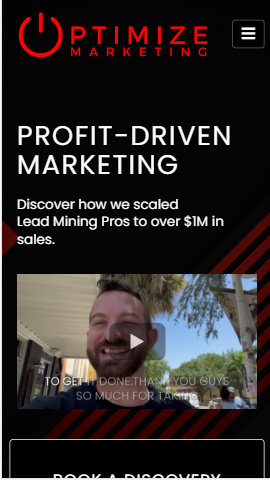 OPTIMIZE
MARKETING
PROFIT-DRIVEN
MARKETING
Discover how we scaled
Lead Mining Pros to over $1M in
sales.
TO GET IT DONE.THANK YOU GUYS
SO MUCH FOR TAKING
BOOK A DISCOVERY